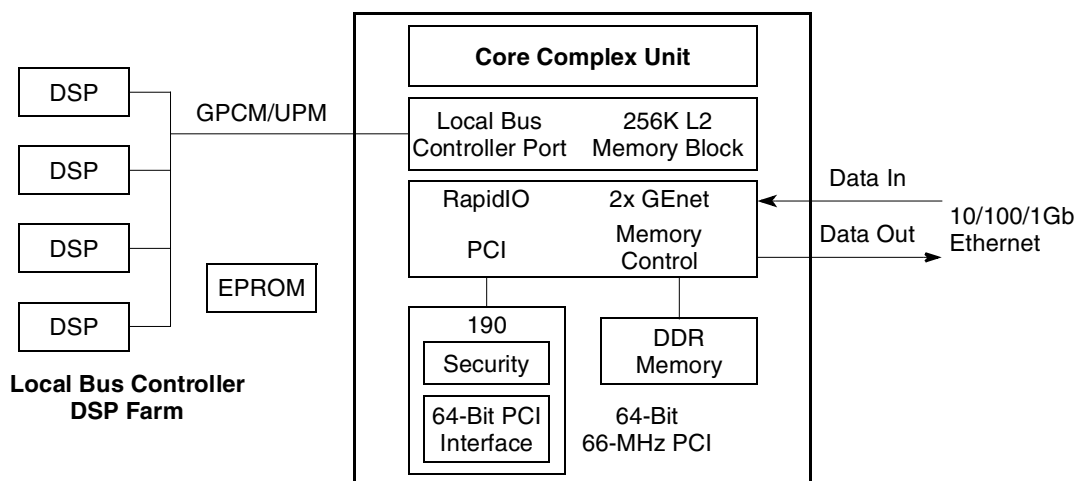 Core Complex Unit
DSP
GPCM/UPM
Local Bus
Controller Port
256K L2
Memory Block
DSP
Data In
RapidIO
2x GEnet
10/100/1Gb
Ethernet
DSP
PCI
Memory
Control
Data Out
EPROM
DSP
190
DDR
Memory
Security
Local Bus Controller
DSP Farm
64-Bit PCI
Interface
64-Bit
66-MHz PCI